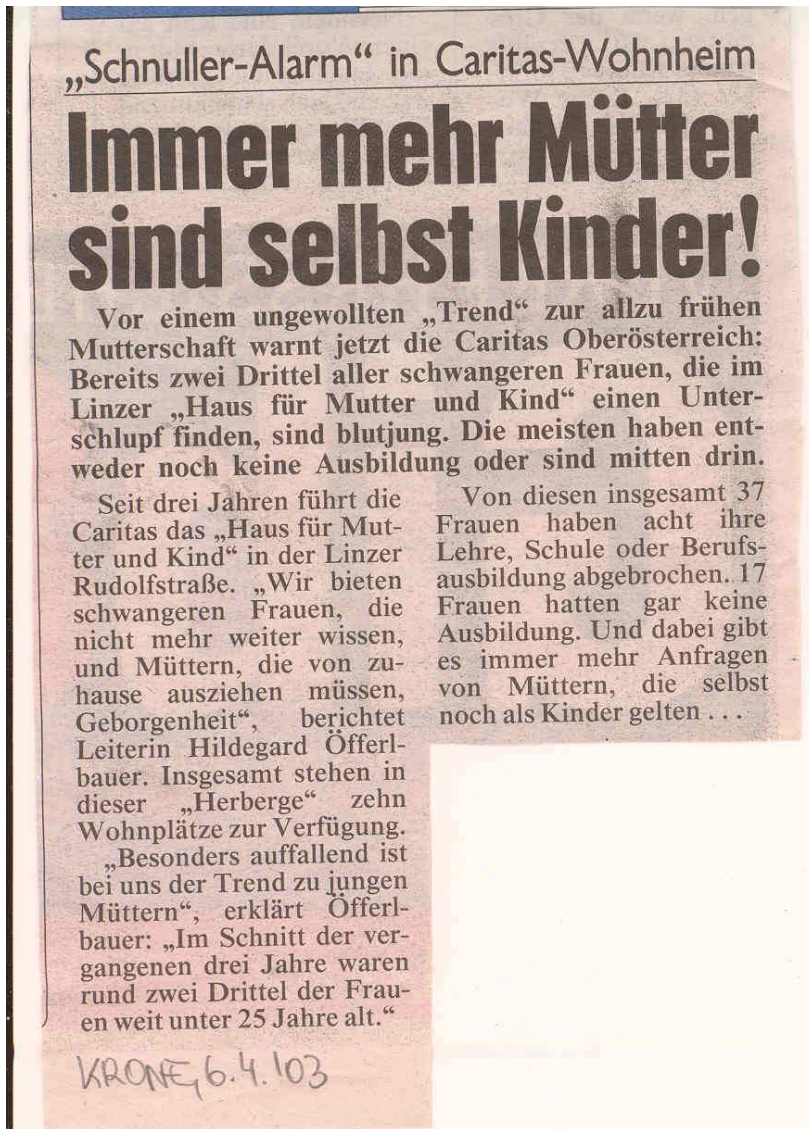 „Schnuller-Alarm“ in Caritas-Wohnheim
Immer mehr Mütter
sind selbst Kinder!
Vor einem ungewollten „Trend“ zur allzu frühen
Mutterschaft warnt jetzt die Caritas Oberösterreich:
Bereits zwei Drittel aller schwangeren Frauen, die im
Linzer „Haus für Mutter und Kind“ einen Unter-
schlupf finden, sind blutjung. Die meisten haben ent-
weder noch keine Ausbildung oder sind mitten drin.
Seit drei Jahren führt die
Caritas das „Haus für Mut-
ter und Kind“ in der Linzer
Rudolfstraße. „Wir bieten
schwangeren Frauen, die
nicht mehr weiter wissen,
und Müttern, die von zu-
hause ausziehen müssen,
Geborgenheit“, berichtet
Leiterin Hildegard Öfferl-
bauer. Insgesamt stehen in
dieser „Herberge“ zehn
Wohnplätze zur Verfügung.
„Besonders auffallend ist
bei uns der Trend zu jungen
Müttern“, erklärt Öfferl-
bauer: „Im Schnitt der ver-
gangenen drei Jahre waren
rund zwei Drittel der Frau-
en weit unter 25 Jahre alt.“
Von diesen insgesamt 37
Frauen haben acht ihre
Lehre, Schule oder Berufs-
ausbildung abgebrochen. 17
Frauen hatten gar keine
Ausbildung. Und dabei gibt
es immer mehr Anfragen
von Müttern, die selbst
noch als Kinder gelten . . .
KRONE, 6.4.'03